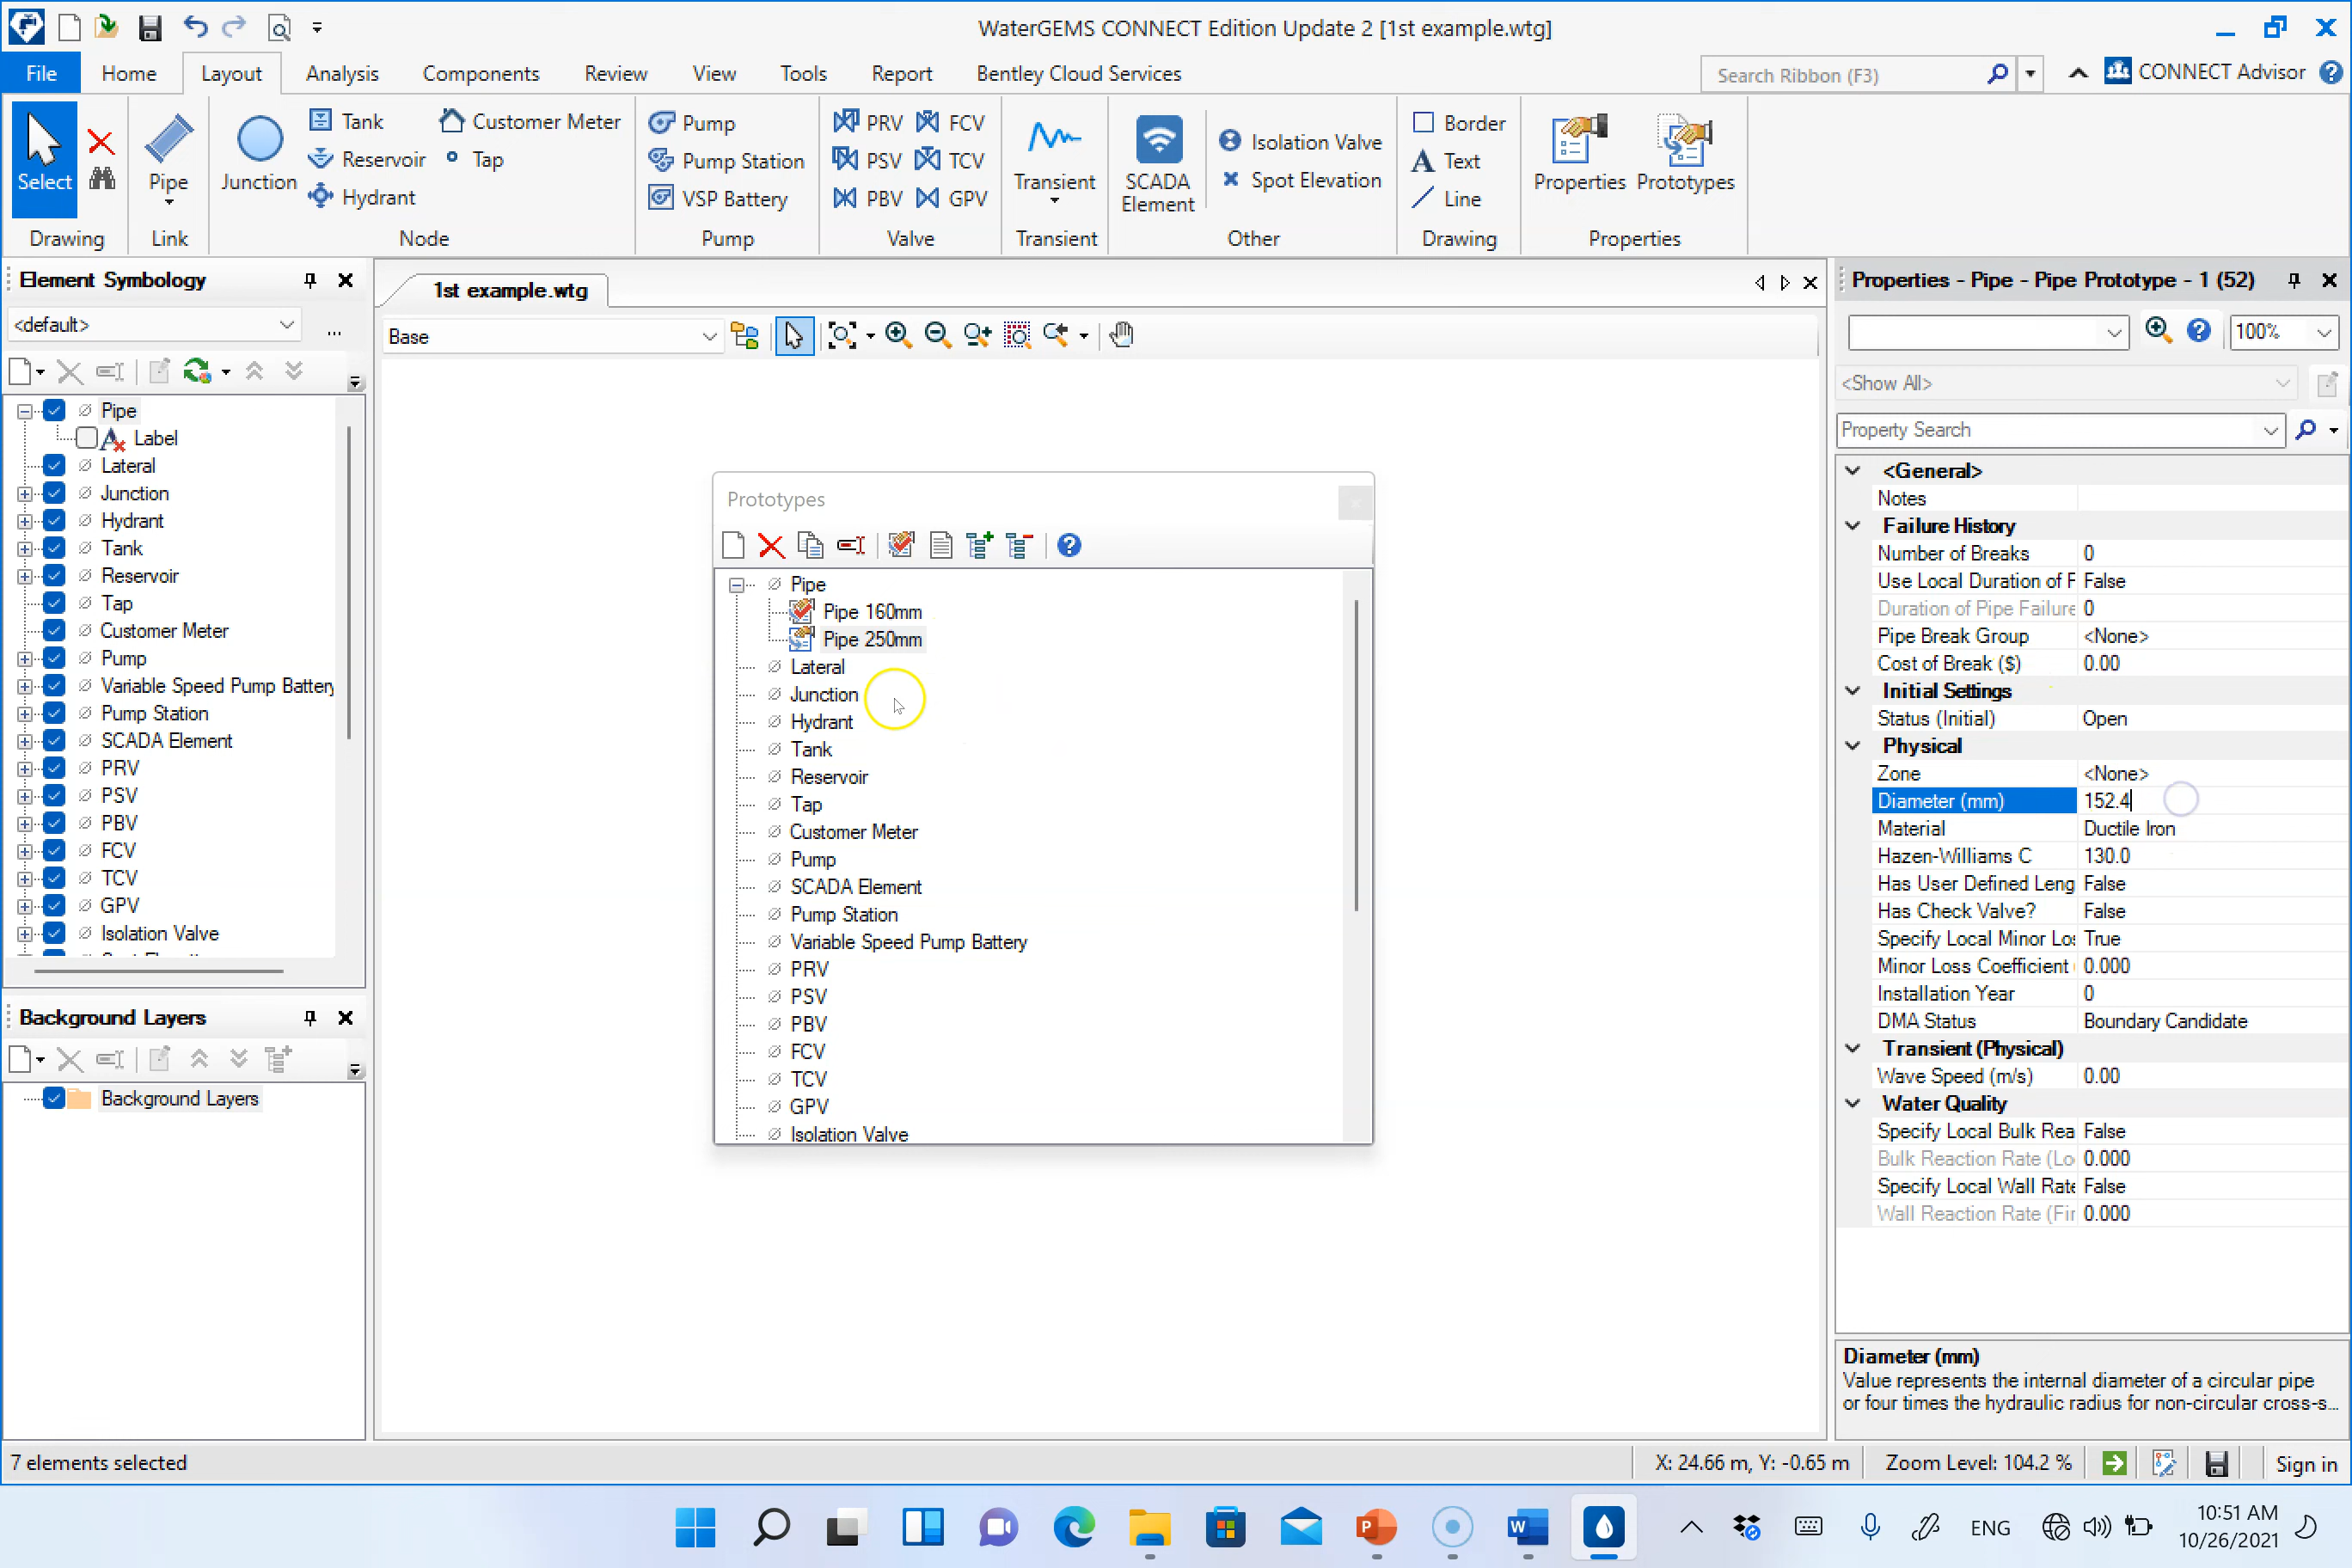 WaterGEMS CONNECT Edition Update 2 [1st example.wtg]
File Home Layout Analysis Components Review View Tools Report Bentley Cloud Services
Search Ribbon (F3)
CONNECT Advisor
Select
Drawing
Pipe
Link
Junction
Tank
Reservoir
Hydrant
Customer Meter
Tap
Node
Pump
Pump Station
VSP Battery
Pump
PRV FCV
PSV TCV
PBV GPV
Valve
Transient
Transient
SCADA
Element
Isolation Valve
Spot Elevation
Other
Border
Text
Line
Drawing
Properties
Prototypes
Properties
Element Symbology
<default>
...
Pipe
Label
Lateral
Junction
Hydrant
Tank
Reservoir
Tap
Customer Meter
Pump
Variable Speed Pump Battery
Pump Station
SCADA Element
PRV
PSV
PBV
FCV
TCV
GPV
Isolation Valve
Background Layers
Background Layers
1st example.wtg
Base
Prototypes
Pipe
Pipe 160mm
Pipe 250mm
Lateral
Junction
Hydrant
Tank
Reservoir
Tap
Customer Meter
Pump
SCADA Element
Pump Station
Variable Speed Pump Battery
PRV
PSV
PBV
FCV
TCV
GPV
Isolation Valve
Properties - Pipe - Pipe Prototype - 1 (52)
100%
<Show All>
Property Search
<General>
Notes
Failure History
Number of Breaks 0
Use Local Duration of F False
Duration of Pipe Failure 0
Pipe Break Group <None>
Cost of Break ($) 0.00
Initial Settings
Status (Initial) Open
Physical
Zone <None>
Diameter (mm) 152.4
Material Ductile Iron
Hazen-Williams C 130.0
Has User Defined Leng False
Has Check Valve? False
Specify Local Minor Los True
Minor Loss Coefficient 0.000
Installation Year 0
DMA Status Boundary Candidate
Transient (Physical)
Wave Speed (m/s) 0.00
Water Quality
Specify Local Bulk Rea False
Bulk Reaction Rate (Lo 0.000
Specify Local Wall Rate False
Wall Reaction Rate (Fir 0.000
Diameter (mm)
Value represents the internal diameter of a circular pipe
or four times the hydraulic radius for non-circular cross-s...
7 elements selected
X: 24.66 m, Y: -0.65 m
Zoom Level: 104.2 %
Sign in
ENG
10:51 AM
10/26/2021